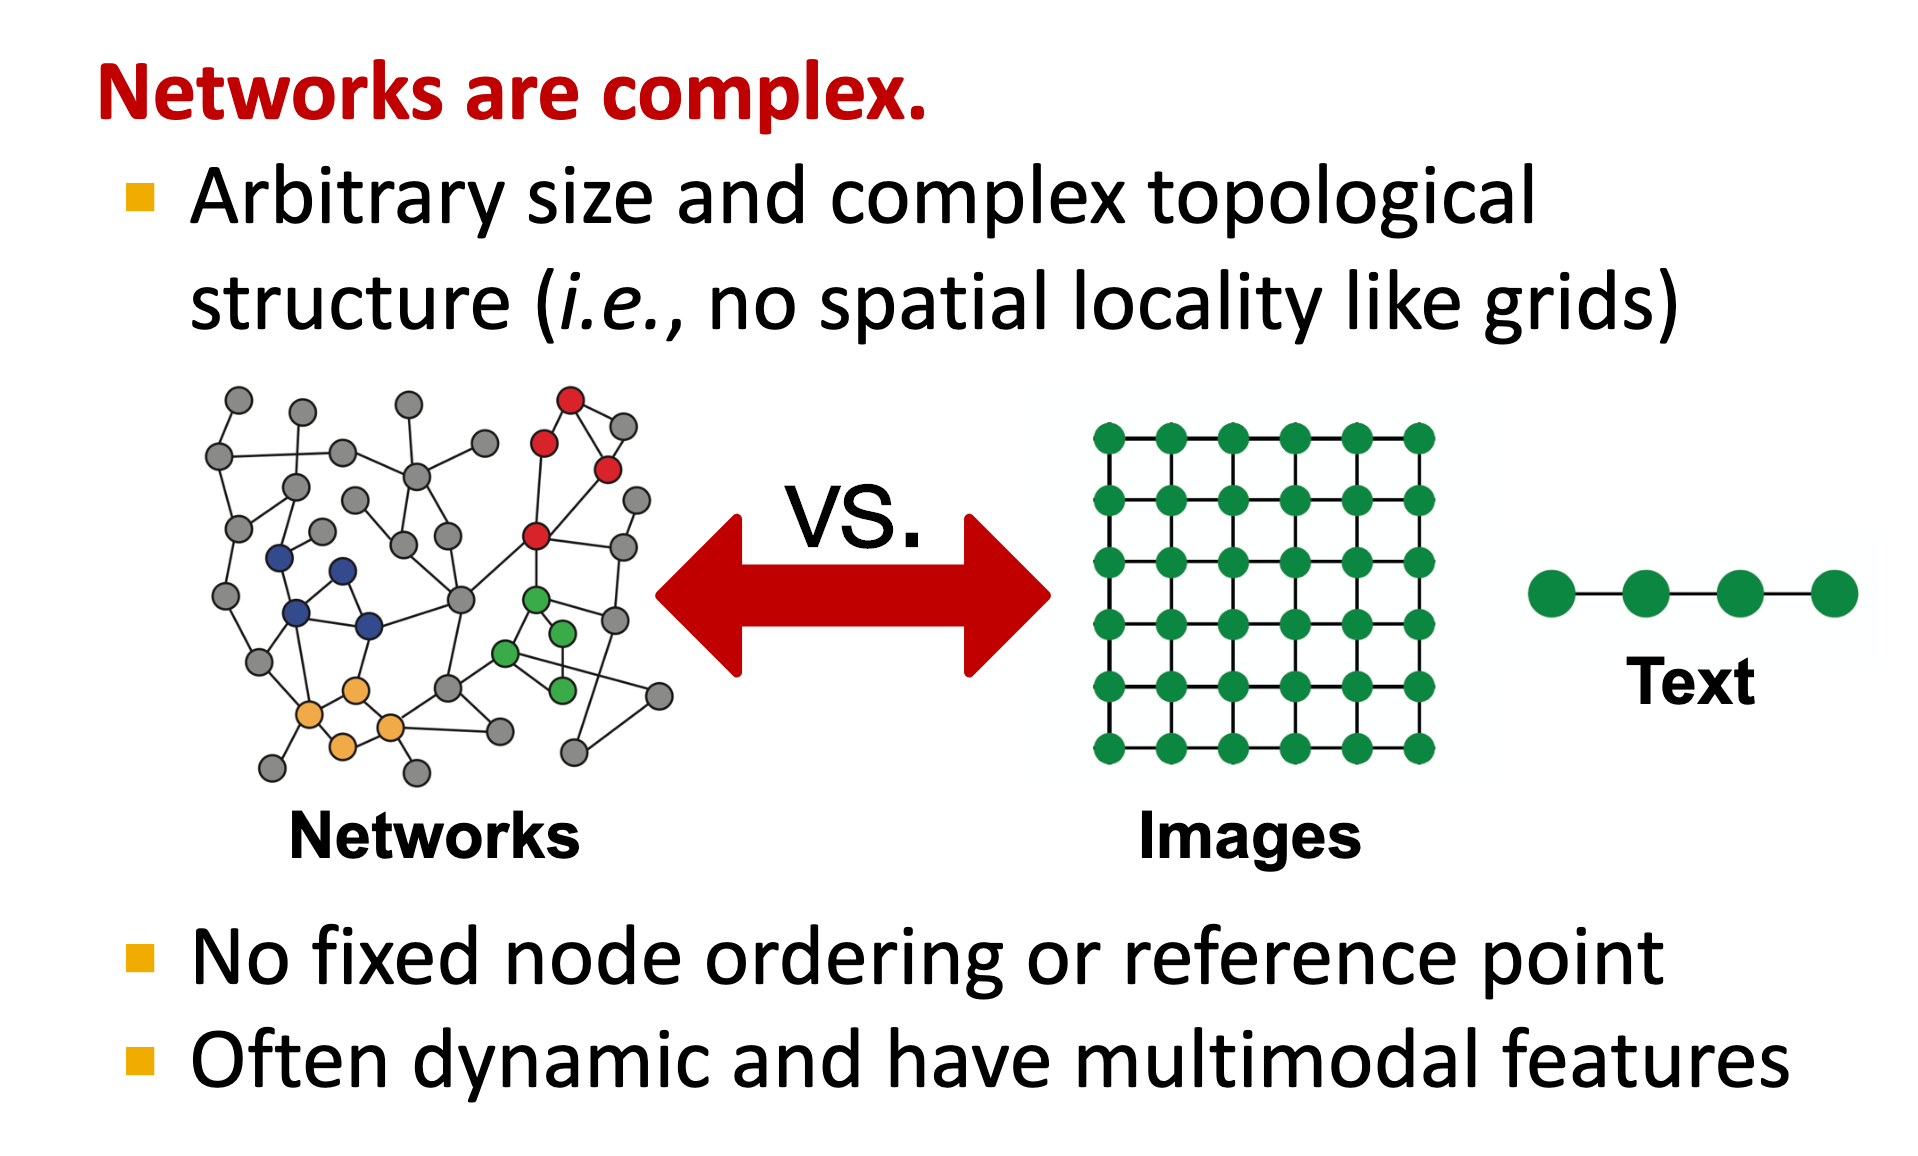 Networks are complex.
Arbitrary size and complex topological
structure (i.e., no spatial locality like grids)
vs.
Text
Networks
Images
No fixed node ordering or reference point
Often dynamic and have multimodal features